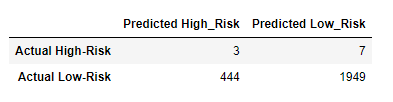 Predicted High_Risk Predicted Low_Risk
Actual High-Risk 3 7
Actual Low-Risk 444 1949